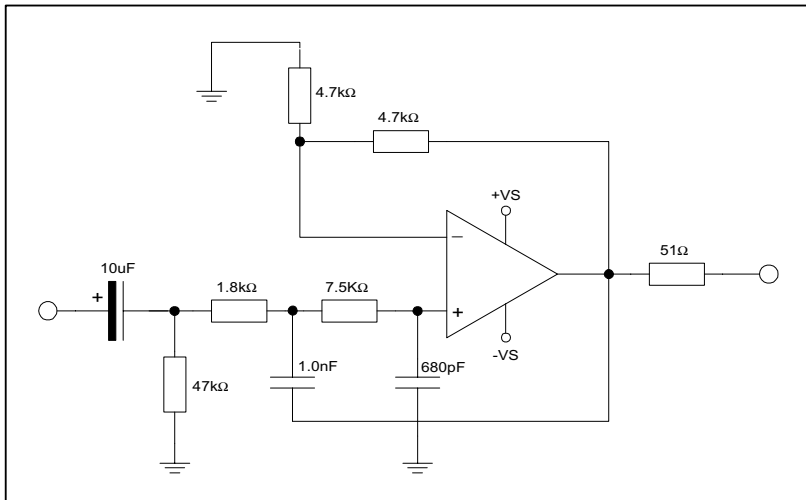 4.7kΩ
4.7kΩ
+VS
−
51Ω
10uF
+
1.8kΩ
7.5KΩ
+
-VS
1.0nF
680pF
47kΩ